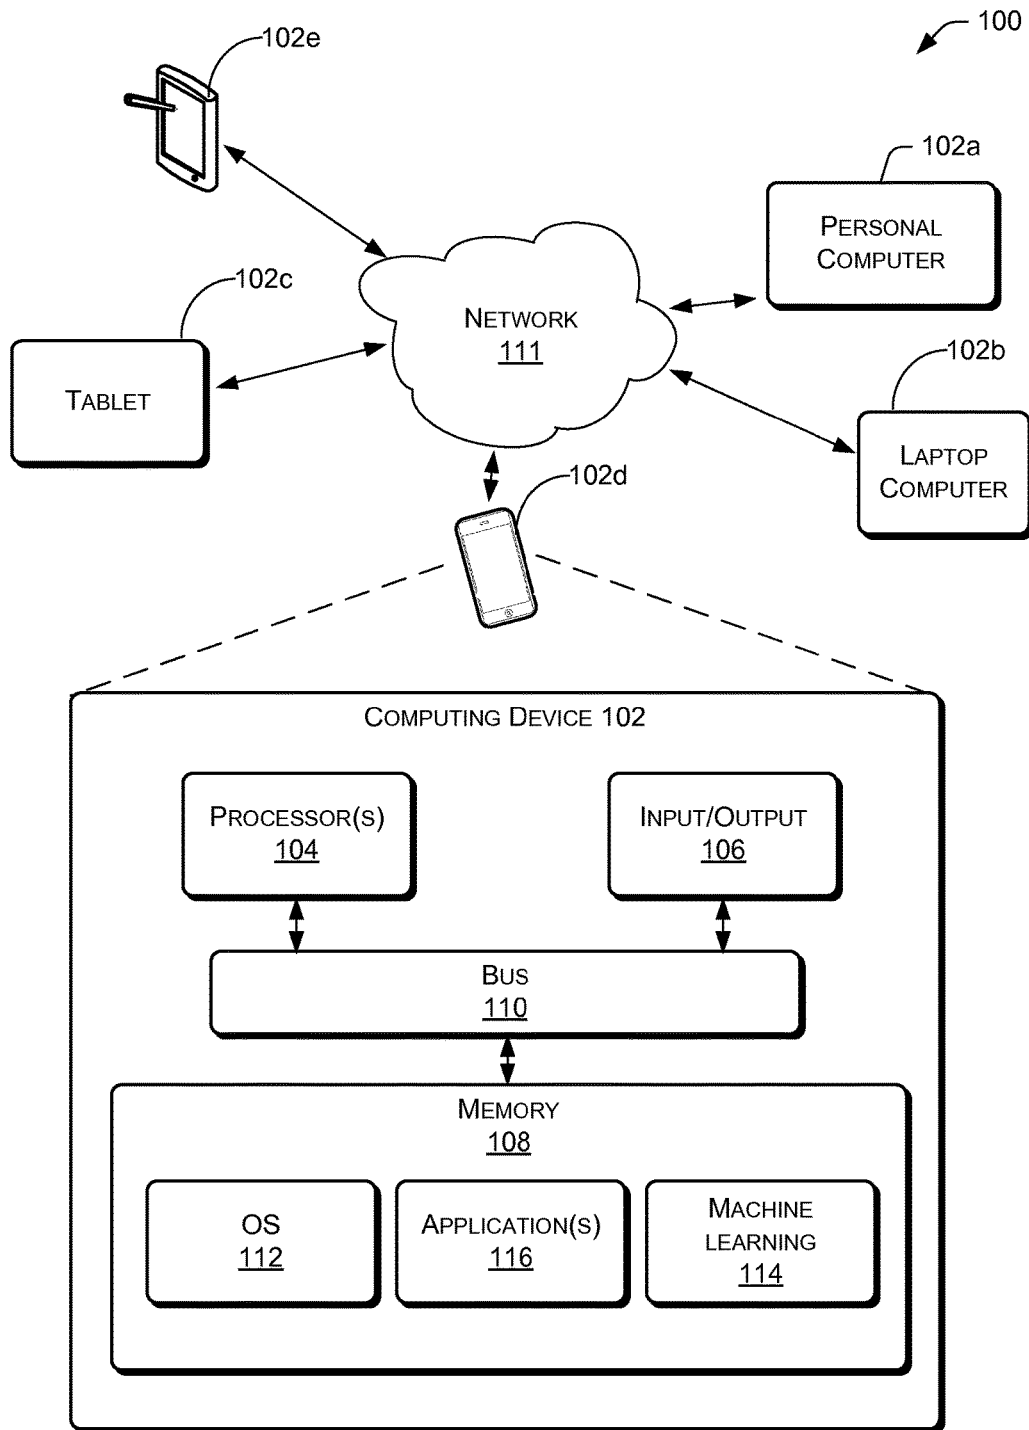 100
102e
102a
PERSONAL
COMPUTER
102c
NETWORK
111
102b
TABLET
LAPTOP
COMPUTER
102d
COMPUTING DEVICE 102
PROCESSOR(S)
104
INPUT/OUTPUT
106
BUS
110
MEMORY
108
OS
112
APPLICATION(S)
116
MACHINE
LEARNING
114